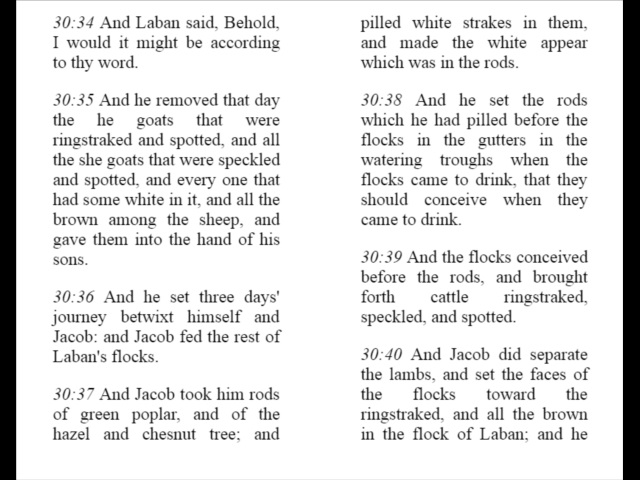 30:34 And Laban said, Behold,
I would it might be according
to thy word.
30:35 And he removed that day
the he goats that were
ringstraked and spotted, and all
the she goats that were speckled
and spotted, and every one that
had some white in it, and all the
brown among the sheep, and
gave them into the hand of his
sons.
30:36 And he set three days'
journey betwixt himself and
Jacob: and Jacob fed the rest of
Laban's flocks.
30:37 And Jacob took him rods
of green poplar, and of the
hazel and chesnut tree; and
pilled white strakes in them,
and made the white appear
which was in the rods.
30:38 And he set the rods
which he had pilled before the
flocks in the gutters in the
watering troughs when the
flocks came to drink, that they
should conceive when they
came to drink.
30:39 And the flocks conceived
before the rods, and brought
forth cattle ringstraked,
speckled, and spotted.
30:40 And Jacob did separate
the lambs, and set the faces of
the flocks toward the
ringstraked, and all the brown
in the flock of Laban; and he